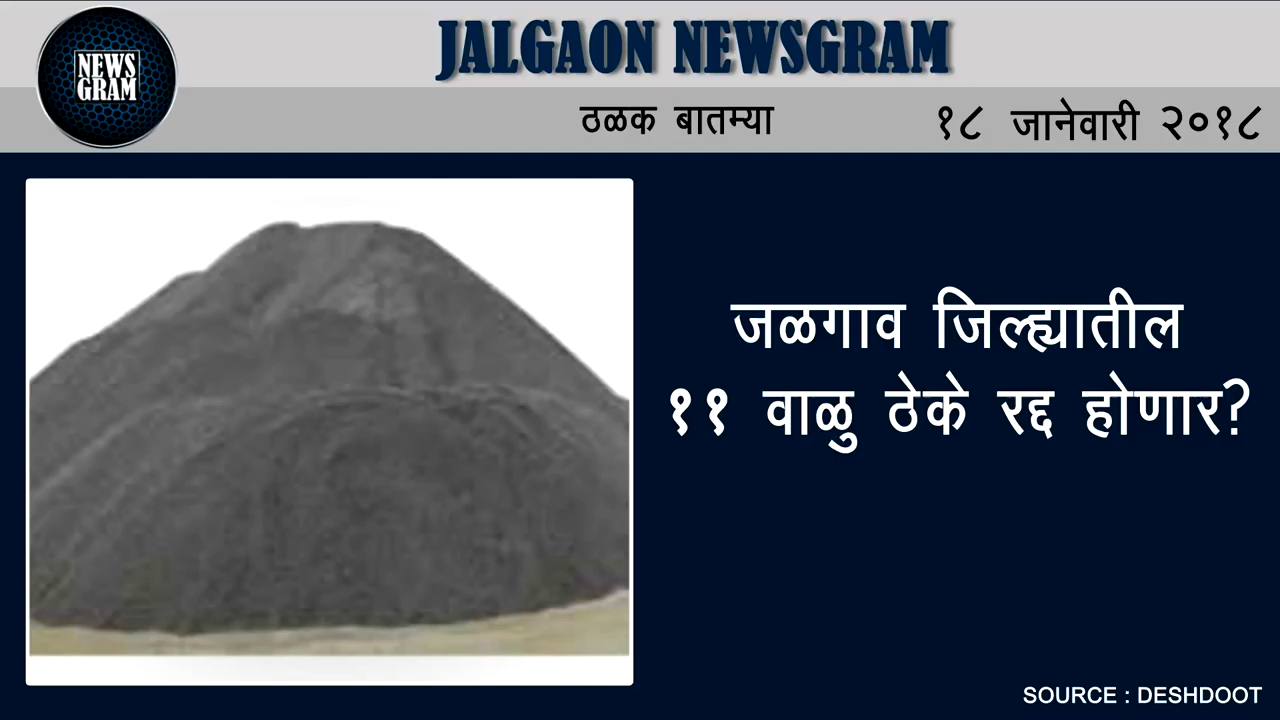 NEWS
GRAM
JALGAON NEWSGRAM
ठळक बातम्या
१८ जानेवारी २०१८
जळगाव जिल्ह्यातील
११ वाळु ठेके रद्द होणार?
SOURCE : DESHDOOT